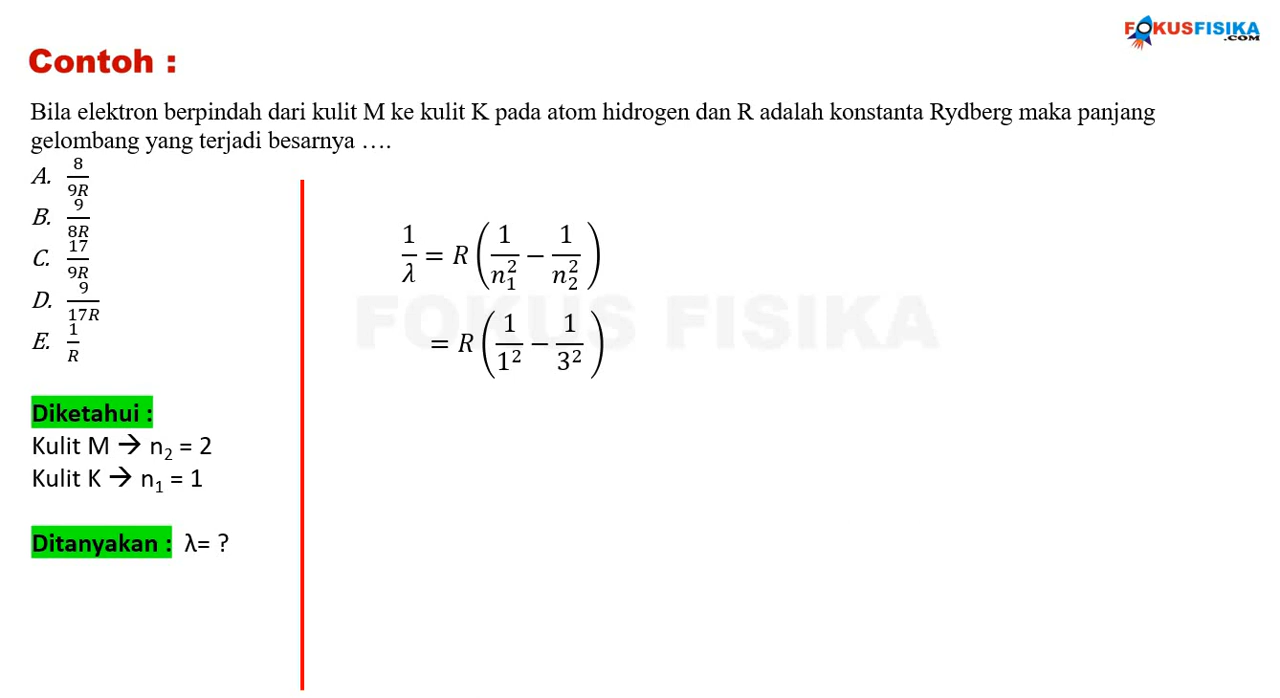 FOKUSFISIKA
.COM
Contoh :
Bila elektron berpindah dari kulit M ke kulit K pada atom hidrogen dan R adalah konstanta Rydberg maka panjang
gelombang yang terjadi besarnya ….
A. 8/9R
B. 9/8R
C. 17/9R
D. 9/17R
E. 1/R
Diketahui :
Kulit M → n₂ = 2
Kulit K → n₁ = 1
Ditanyakan : λ= ?
1/λ = R(1/n₁² − 1/n₂²)
FOKUS FISIKA
= R(1/1² − 1/3²)